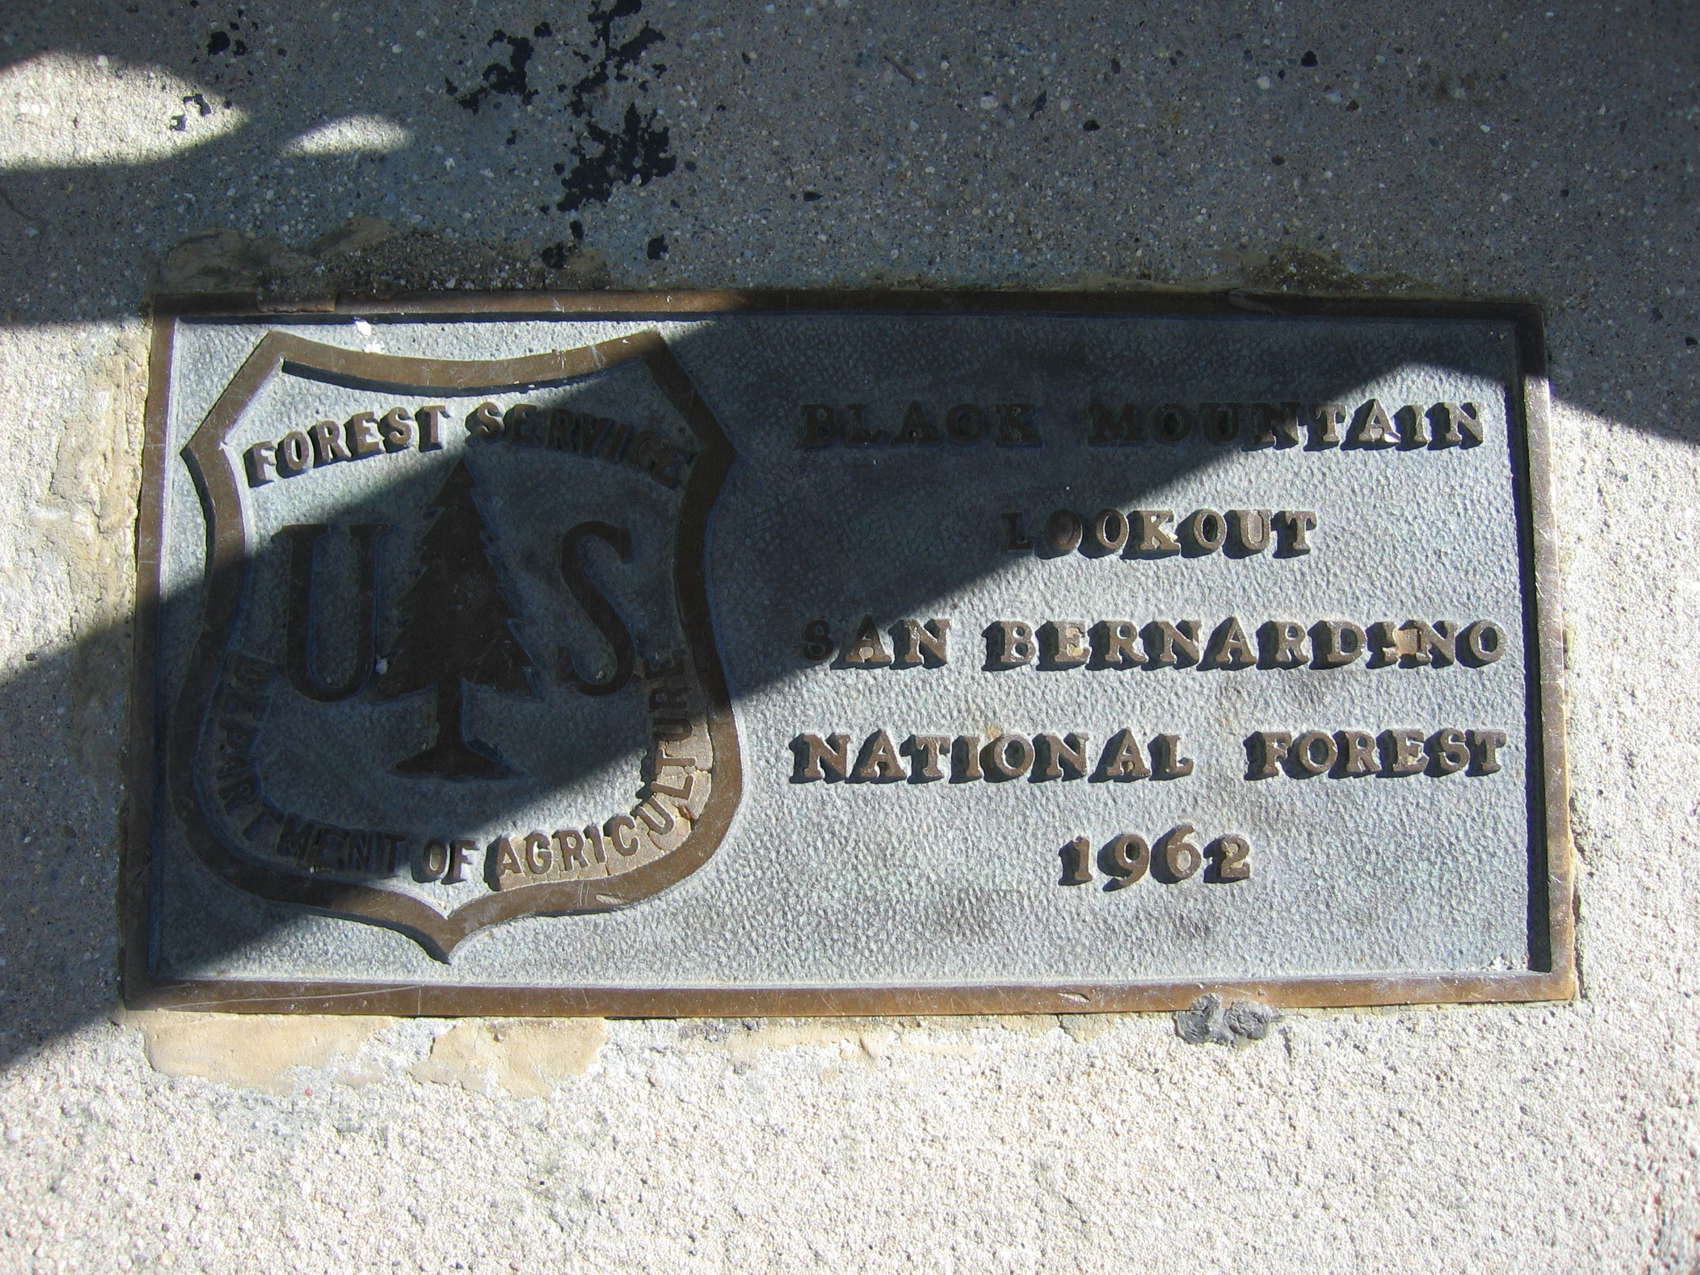 FOREST SERVICE
U S
DEPARTMENT OF AGRICULTURE
BLACK MOUNTAIN
LOOKOUT
SAN BERNARDINO
NATIONAL FOREST
1962